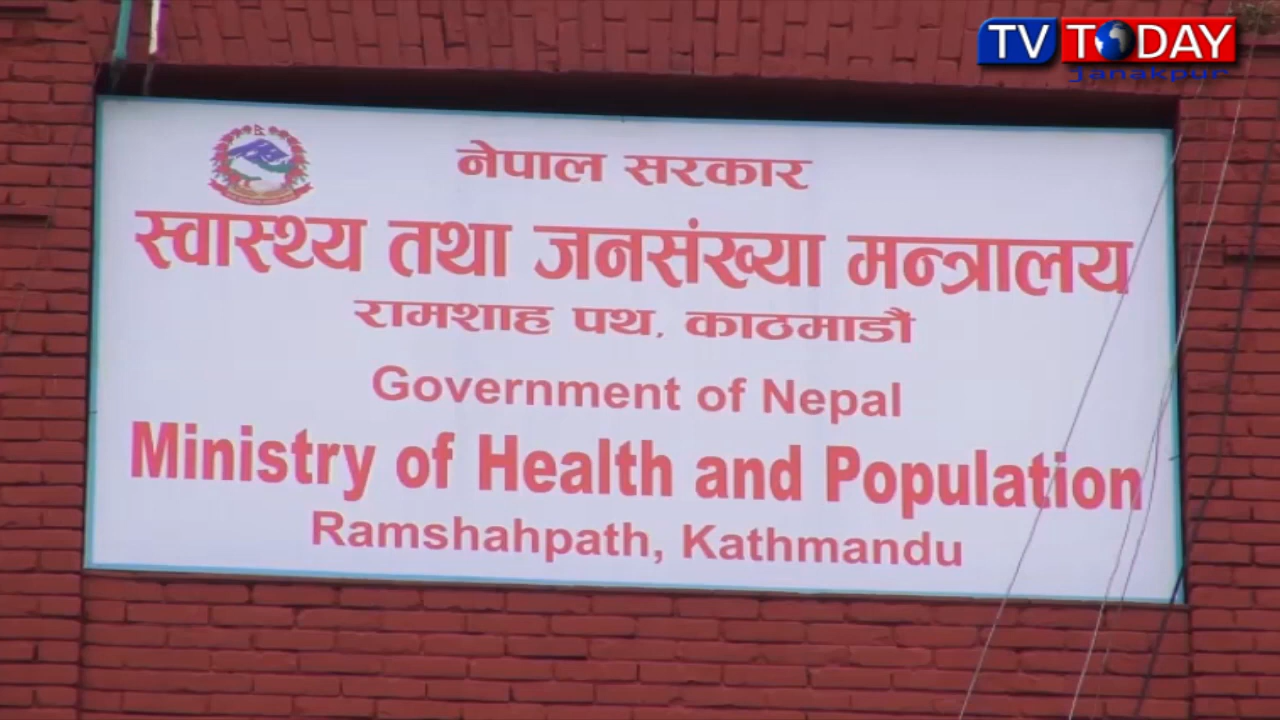 TV TODAY
Janakpur
नेपाल सरकार
स्वास्थ्य तथा जनसंख्या मन्त्रालय
रामशाह पथ, काठमाडौं
Government of Nepal
Ministry of Health and Population
Ramshahpath, Kathmandu